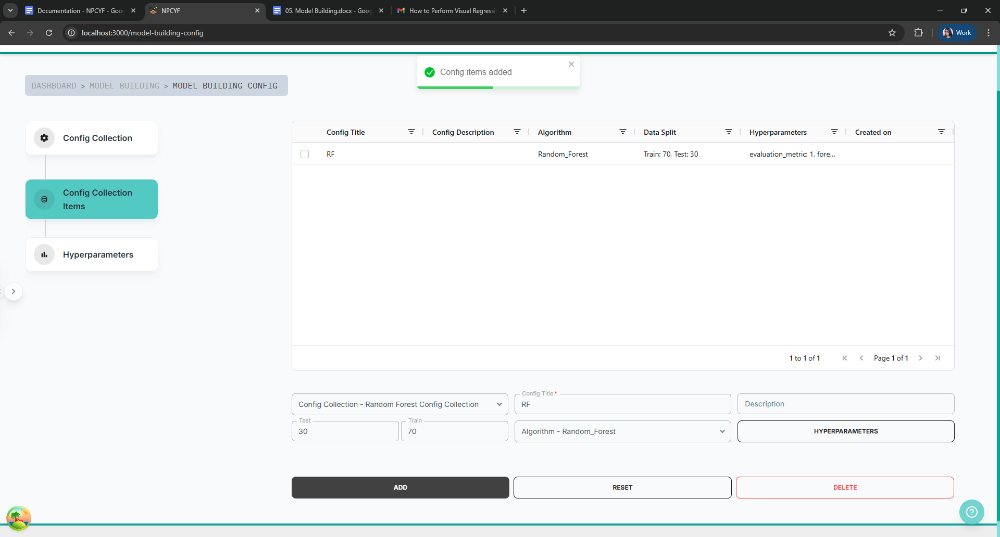 Documentation - NPCYF - Goo
NPCYF
05. Model Building.docx - Goog
How to Perform Visual Regressi
localhost:3000/model-building-config
Work
Config items added
DASHBOARD > MODEL BUILDING > MODEL BUILDING CONFIG
Config Collection
Config Collection
Items
Hyperparameters
Config Title
Config Description
Algorithm
Data Split
Hyperparameters
Created on
RF
Random_Forest
Train: 70, Test: 30
evaluation_metric: 1, fore...
1 to 1 of 1
Page 1 of 1
Config Collection - Random Forest Config Collection
Config Title *
RF
Description
Test
30
Train
70
Algorithm - Random_Forest
HYPERPARAMETERS
ADD
RESET
DELETE